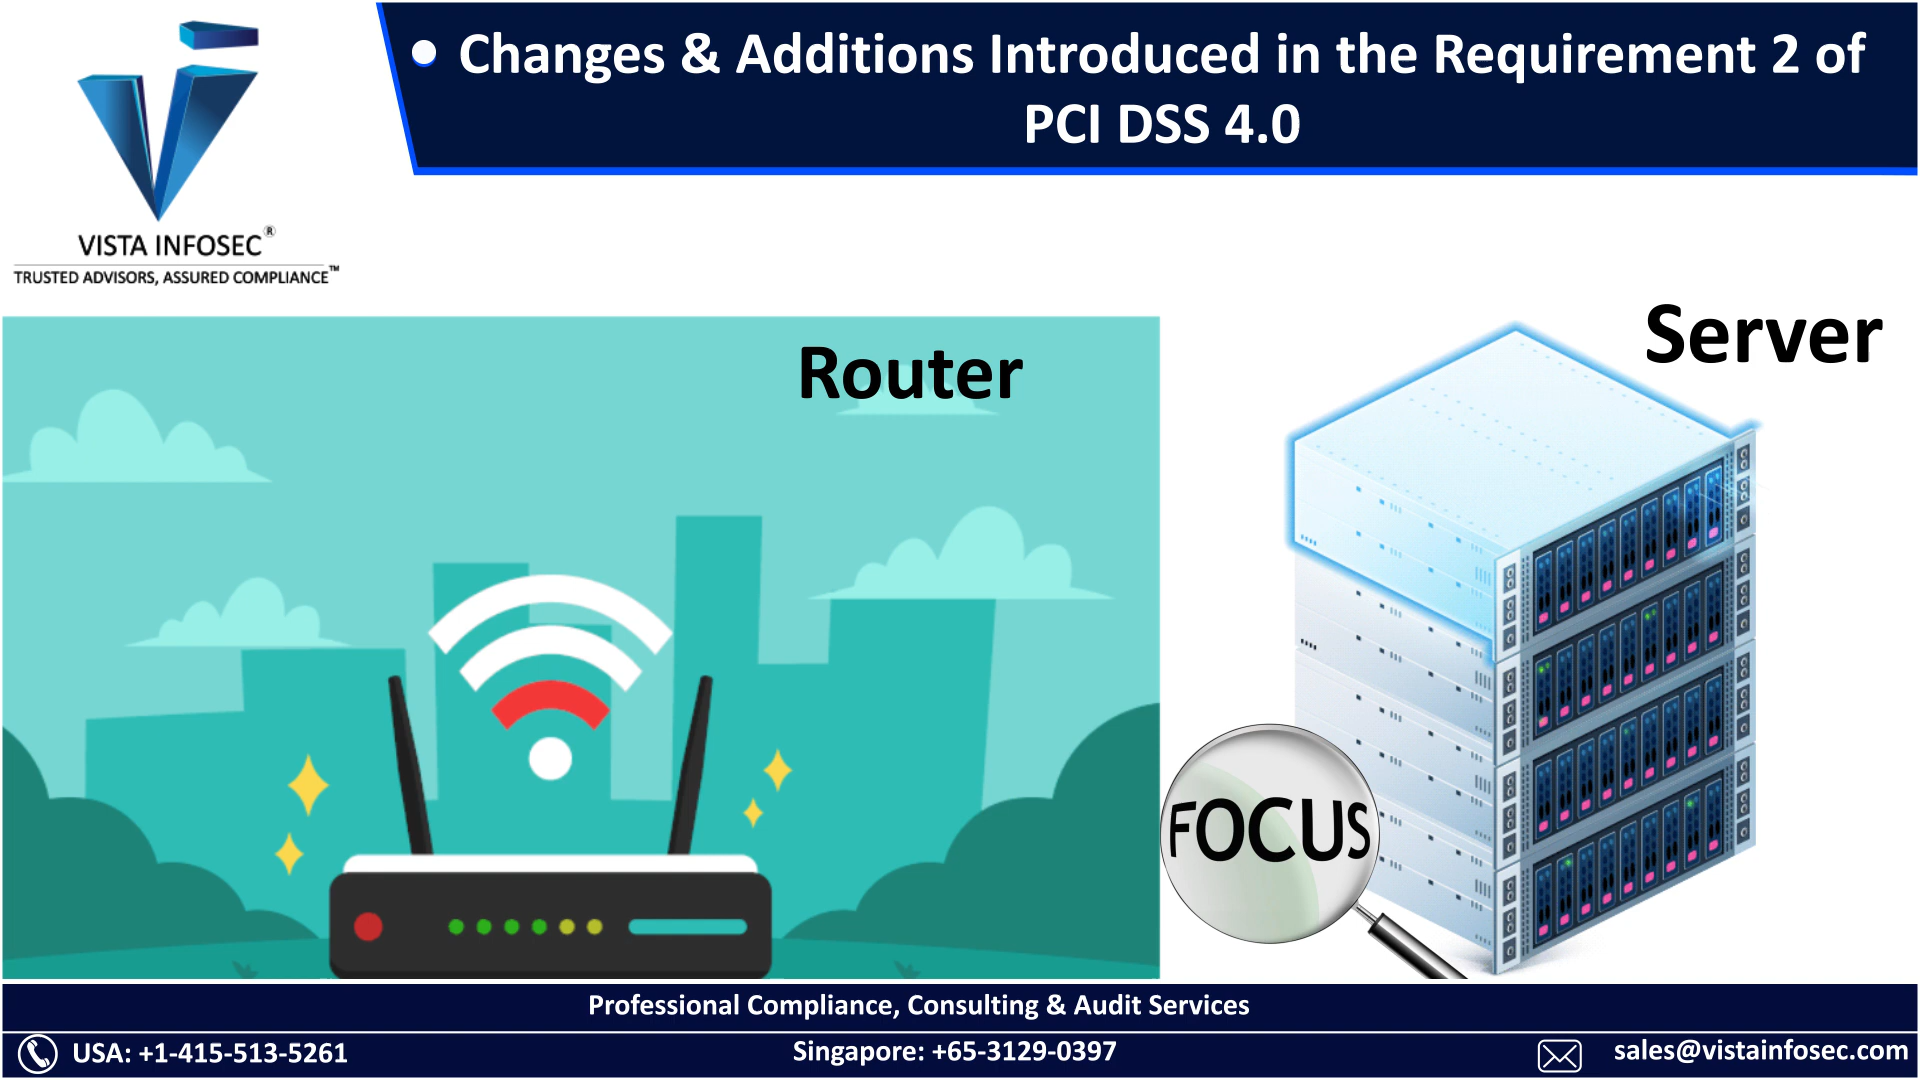 • Changes & Additions Introduced in the Requirement 2 of
PCI DSS 4.0
VISTA INFOSEC®
TRUSTED ADVISORS, ASSURED COMPLIANCE™
Router
Server
FOCUS
Professional Compliance, Consulting & Audit Services
USA: +1-415-513-5261
Singapore: +65-3129-0397
sales@vistainfosec.com